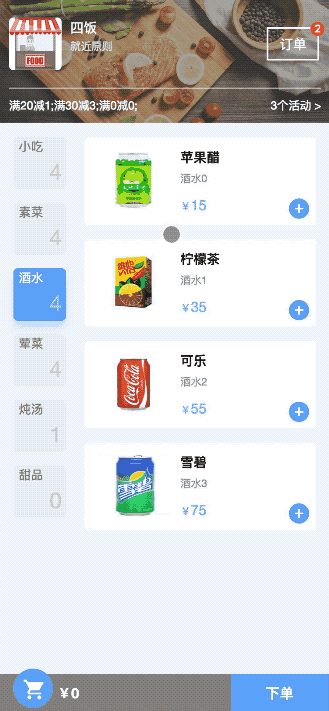 四饭
就近原则
FOOD
订单
2
满20减1;满30减3;满0减0;
3个活动 >
小吃
4
素菜
4
酒水
4
荤菜
4
炖汤
1
甜品
0
苹果醋
酒水0
¥15
柠檬茶
酒水1
¥35
Coca-Cola
可乐
酒水2
¥55
雪碧
酒水3
¥75
¥0
下单